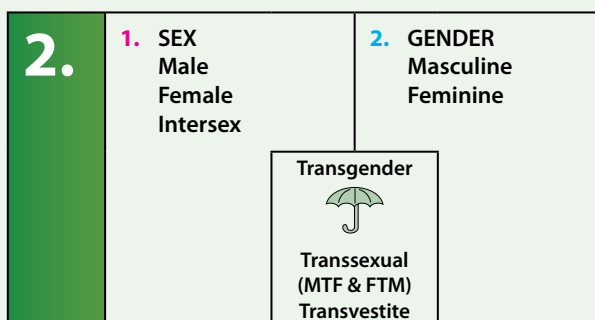 2.
1. SEX
Male
Female
Intersex
2. GENDER
Masculine
Feminine
Transgender
Transsexual
(MTF & FTM)
Transvestite